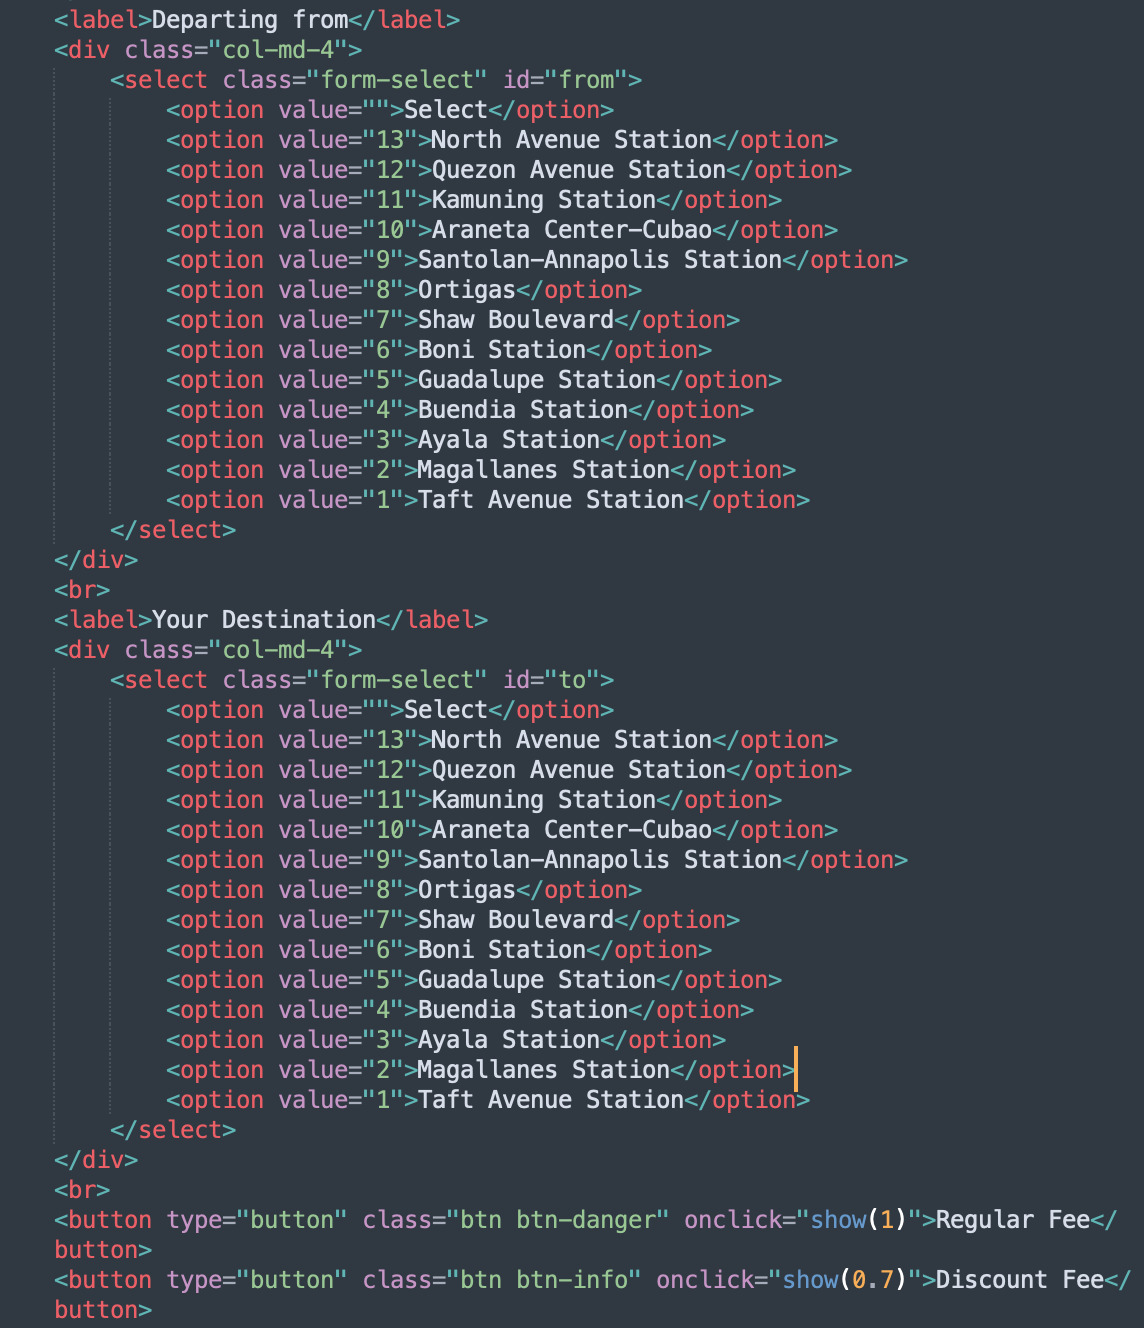 <label>Departing from</label>
<div class="col-md-4">
    <select class="form-select" id="from">
        <option value="">Select</option>
        <option value="13">North Avenue Station</option>
        <option value="12">Quezon Avenue Station</option>
        <option value="11">Kamuning Station</option>
        <option value="10">Araneta Center-Cubao</option>
        <option value="9">Santolan-Annapolis Station</option>
        <option value="8">Ortigas</option>
        <option value="7">Shaw Boulevard</option>
        <option value="6">Boni Station</option>
        <option value="5">Guadalupe Station</option>
        <option value="4">Buendia Station</option>
        <option value="3">Ayala Station</option>
        <option value="2">Magallanes Station</option>
        <option value="1">Taft Avenue Station</option>
    </select>
</div>
<br>
<label>Your Destination</label>
<div class="col-md-4">
    <select class="form-select" id="to">
        <option value="">Select</option>
        <option value="13">North Avenue Station</option>
        <option value="12">Quezon Avenue Station</option>
        <option value="11">Kamuning Station</option>
        <option value="10">Araneta Center-Cubao</option>
        <option value="9">Santolan-Annapolis Station</option>
        <option value="8">Ortigas</option>
        <option value="7">Shaw Boulevard</option>
        <option value="6">Boni Station</option>
        <option value="5">Guadalupe Station</option>
        <option value="4">Buendia Station</option>
        <option value="3">Ayala Station</option>
        <option value="2">Magallanes Station</option>
        <option value="1">Taft Avenue Station</option>
    </select>
</div>
<br>
<button type="button" class="btn btn-danger" onclick="show(1)">Regular Fee</
button>
<button type="button" class="btn btn-info" onclick="show(0.7)">Discount Fee</
button>